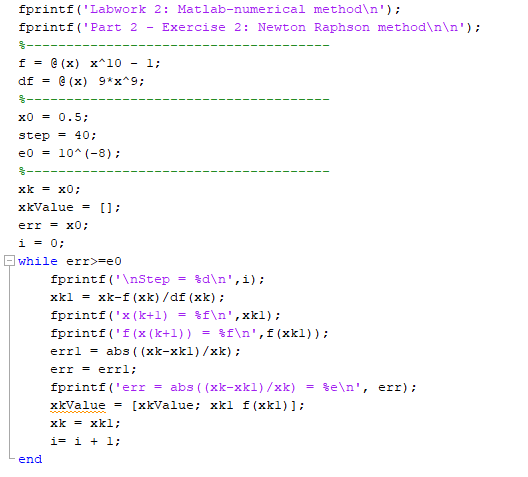 fprintf('Labwork 2: Matlab-numerical method\n');
fprintf('Part 2 - Exercise 2: Newton Raphson method\n\n');
%---------------------------------------
f = @(x) x^10 - 1;
df = @(x) 9*x^9;
%---------------------------------------
x0 = 0.5;
step = 40;
e0 = 10^(-8);
%---------------------------------------
xk = x0;
xkValue = [];
err = x0;
i = 0;
while err>=e0
fprintf('\nStep = %d\n',i);
xk1 = xk-f(xk)/df(xk);
fprintf('x(k+1) = %f\n',xk1);
fprintf('f(x(k+1)) = %f\n',f(xk1));
err1 = abs((xk-xk1)/xk);
err = err1;
fprintf('err = abs((xk-xk1)/xk) = %e\n', err);
xkValue = [xkValue; xk1 f(xk1)];
xk = xk1;
i= i + 1;
end